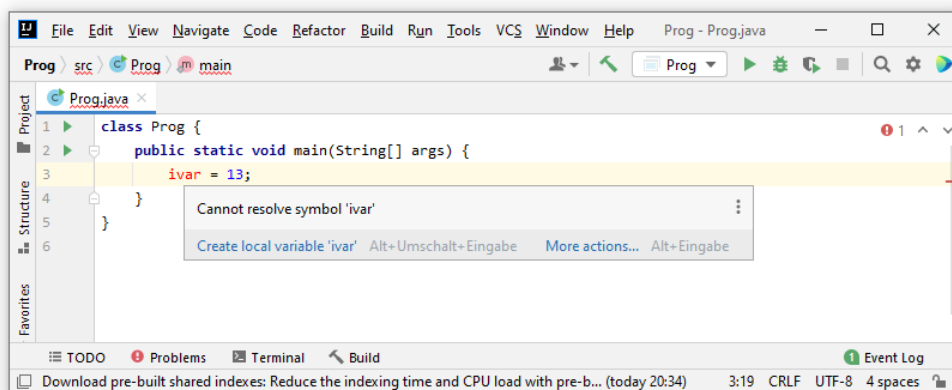 File Edit View Navigate Code Refactor Build Run Tools VCS Window Help Prog - Prog.java
Prog src Prog main Prog
Project
Prog.java
1 class Prog {
1
2 public static void main(String[] args) {
3 ivar = 13;
4 }
5 }
6
Cannot resolve symbol 'ivar'
Create local variable 'ivar' Alt+Umschalt+Eingabe More actions... Alt+Eingabe
Structure
Favorites
TODO Problems Terminal Build 1 Event Log
Download pre-built shared indexes: Reduce the indexing time and CPU load with pre-b... (today 20:34) 3:19 CRLF UTF-8 4 spaces